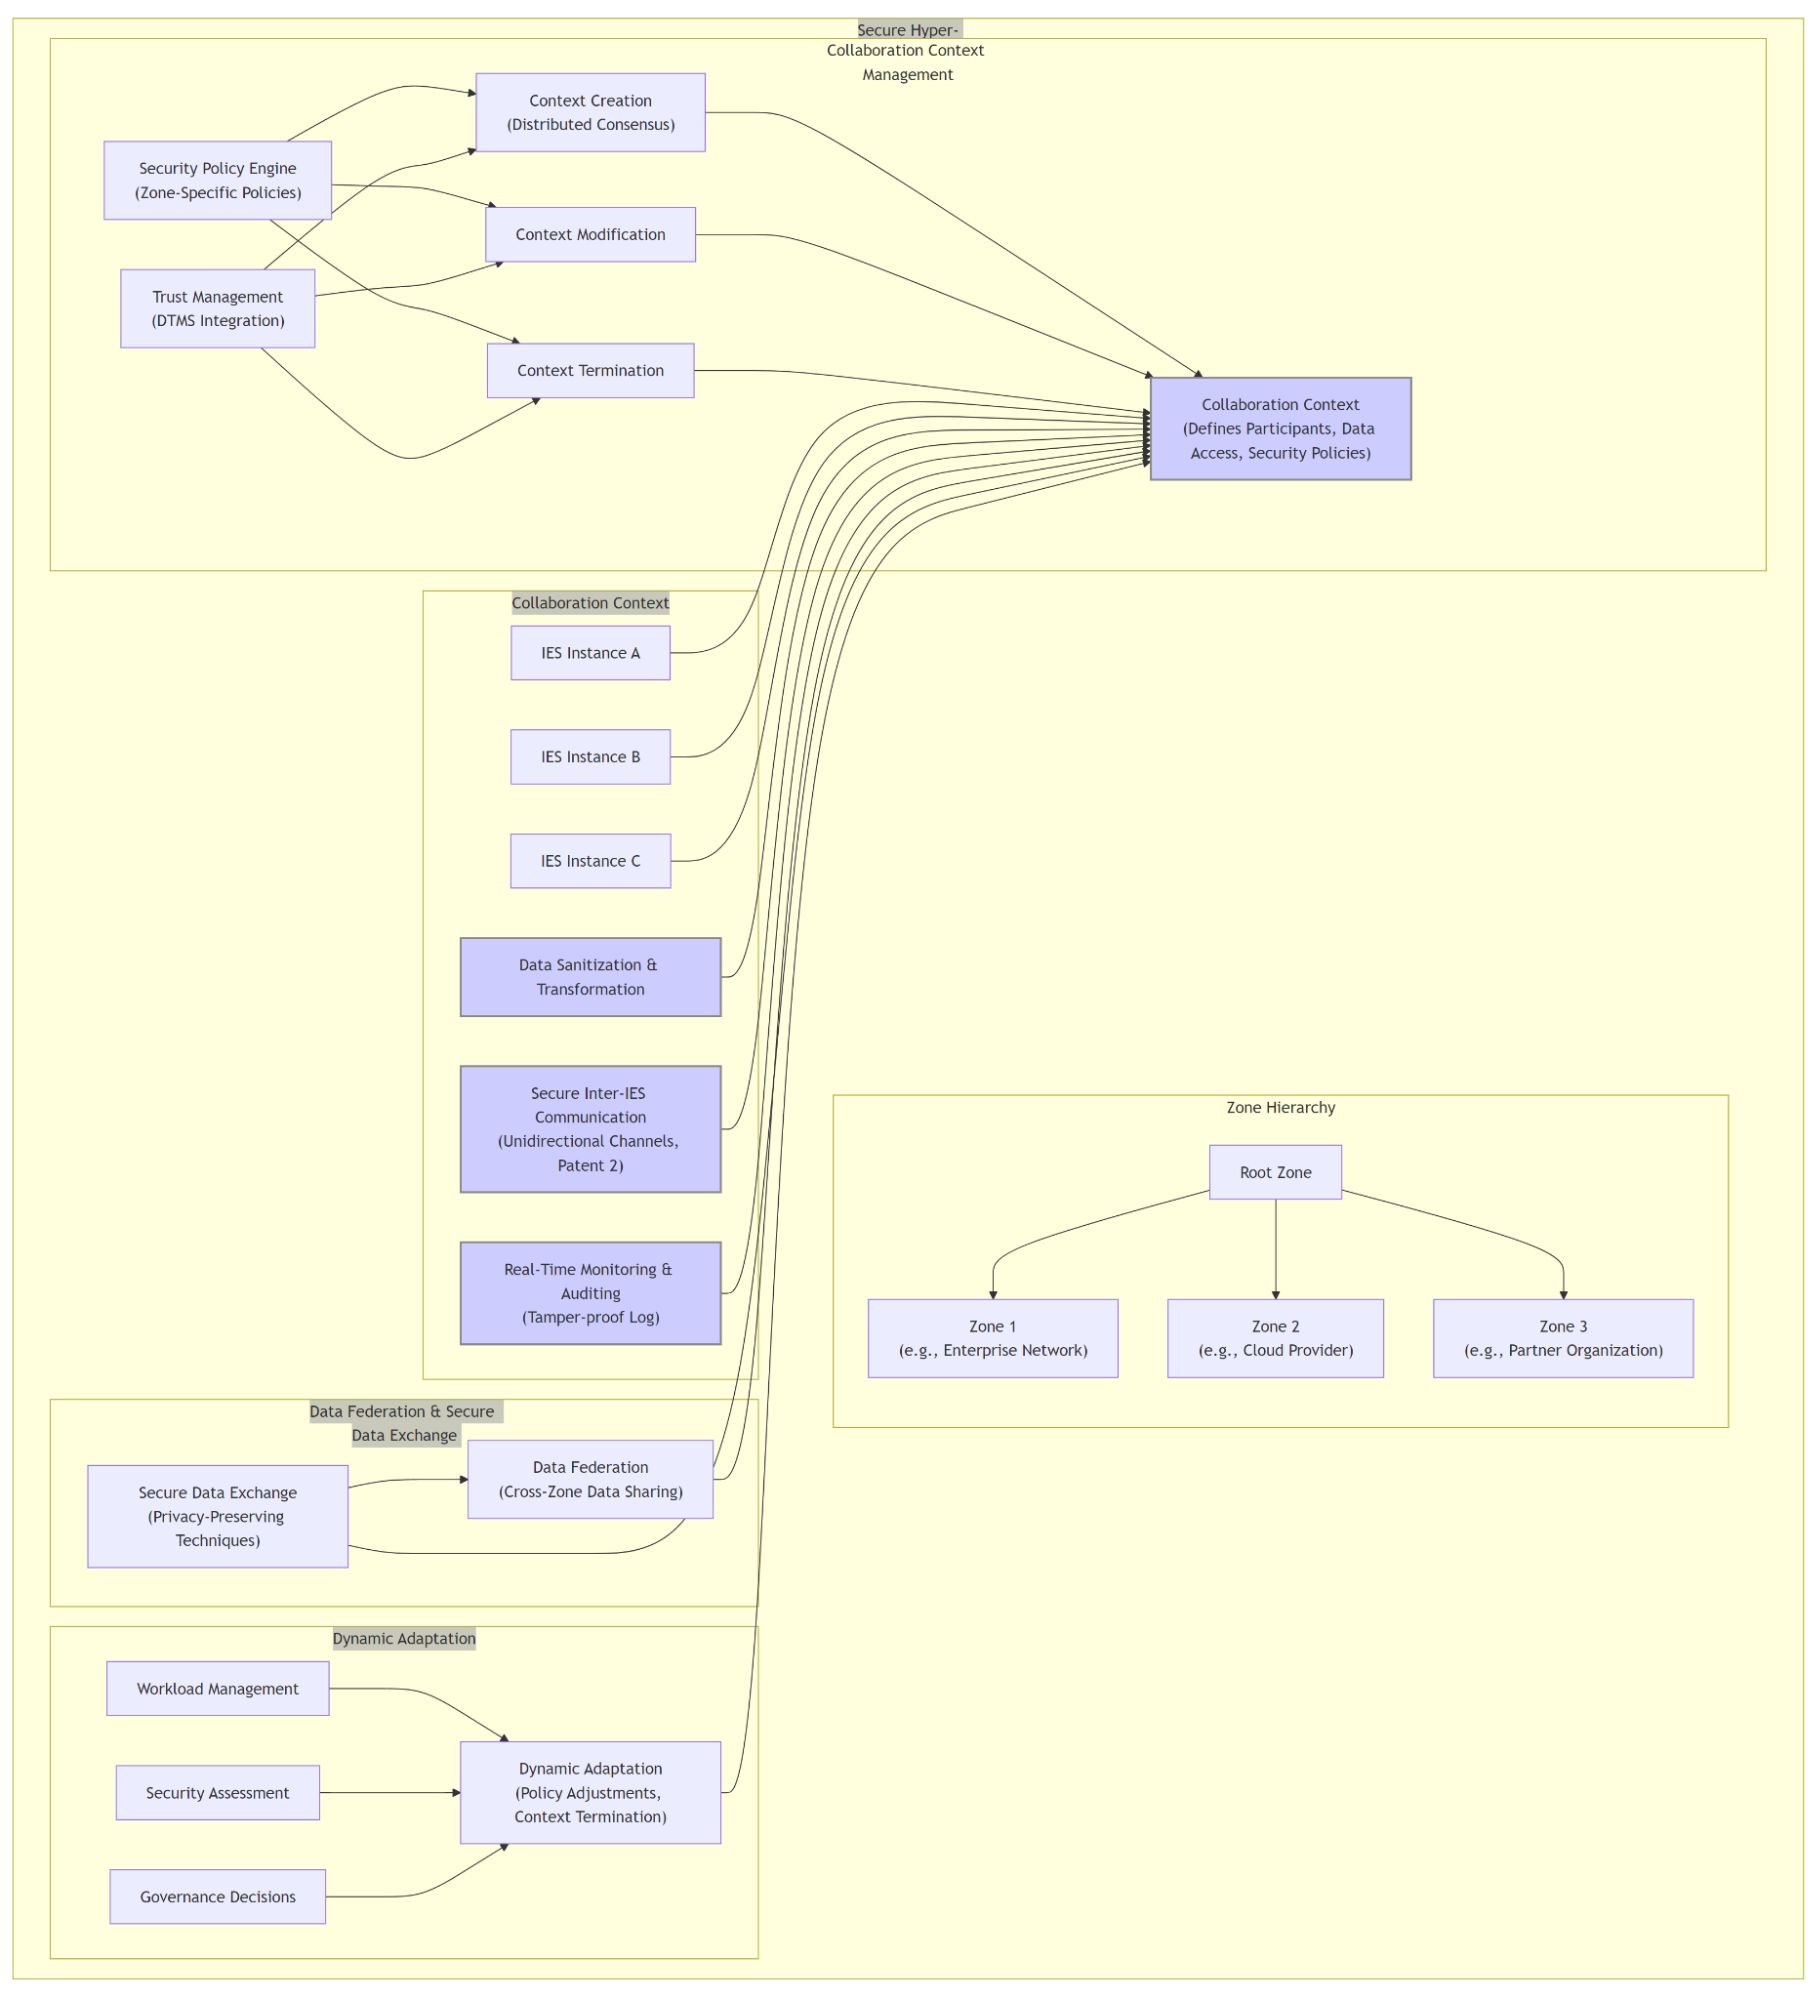 Secure Hyper-
Collaboration Context
Management
Context Creation
(Distributed Consensus)
Security Policy Engine
(Zone-Specific Policies)
Context Modification
Trust Management
(DTMS Integration)
Context Termination
Collaboration Context
(Defines Participants, Data
Access, Security Policies)
Collaboration Context
IES Instance A
IES Instance B
IES Instance C
Data Sanitization &
Transformation
Secure Inter-IES
Communication
(Unidirectional Channels,
Patent 2)
Real-Time Monitoring &
Auditing
(Tamper-proof Log)
Zone Hierarchy
Root Zone
Zone 1
(e.g., Enterprise Network)
Zone 2
(e.g., Cloud Provider)
Zone 3
(e.g., Partner Organization)
Data Federation & Secure
Data Exchange
Data Federation
(Cross-Zone Data Sharing)
Secure Data Exchange
(Privacy-Preserving
Techniques)
Dynamic Adaptation
Workload Management
Security Assessment
Governance Decisions
Dynamic Adaptation
(Policy Adjustments,
Context Termination)